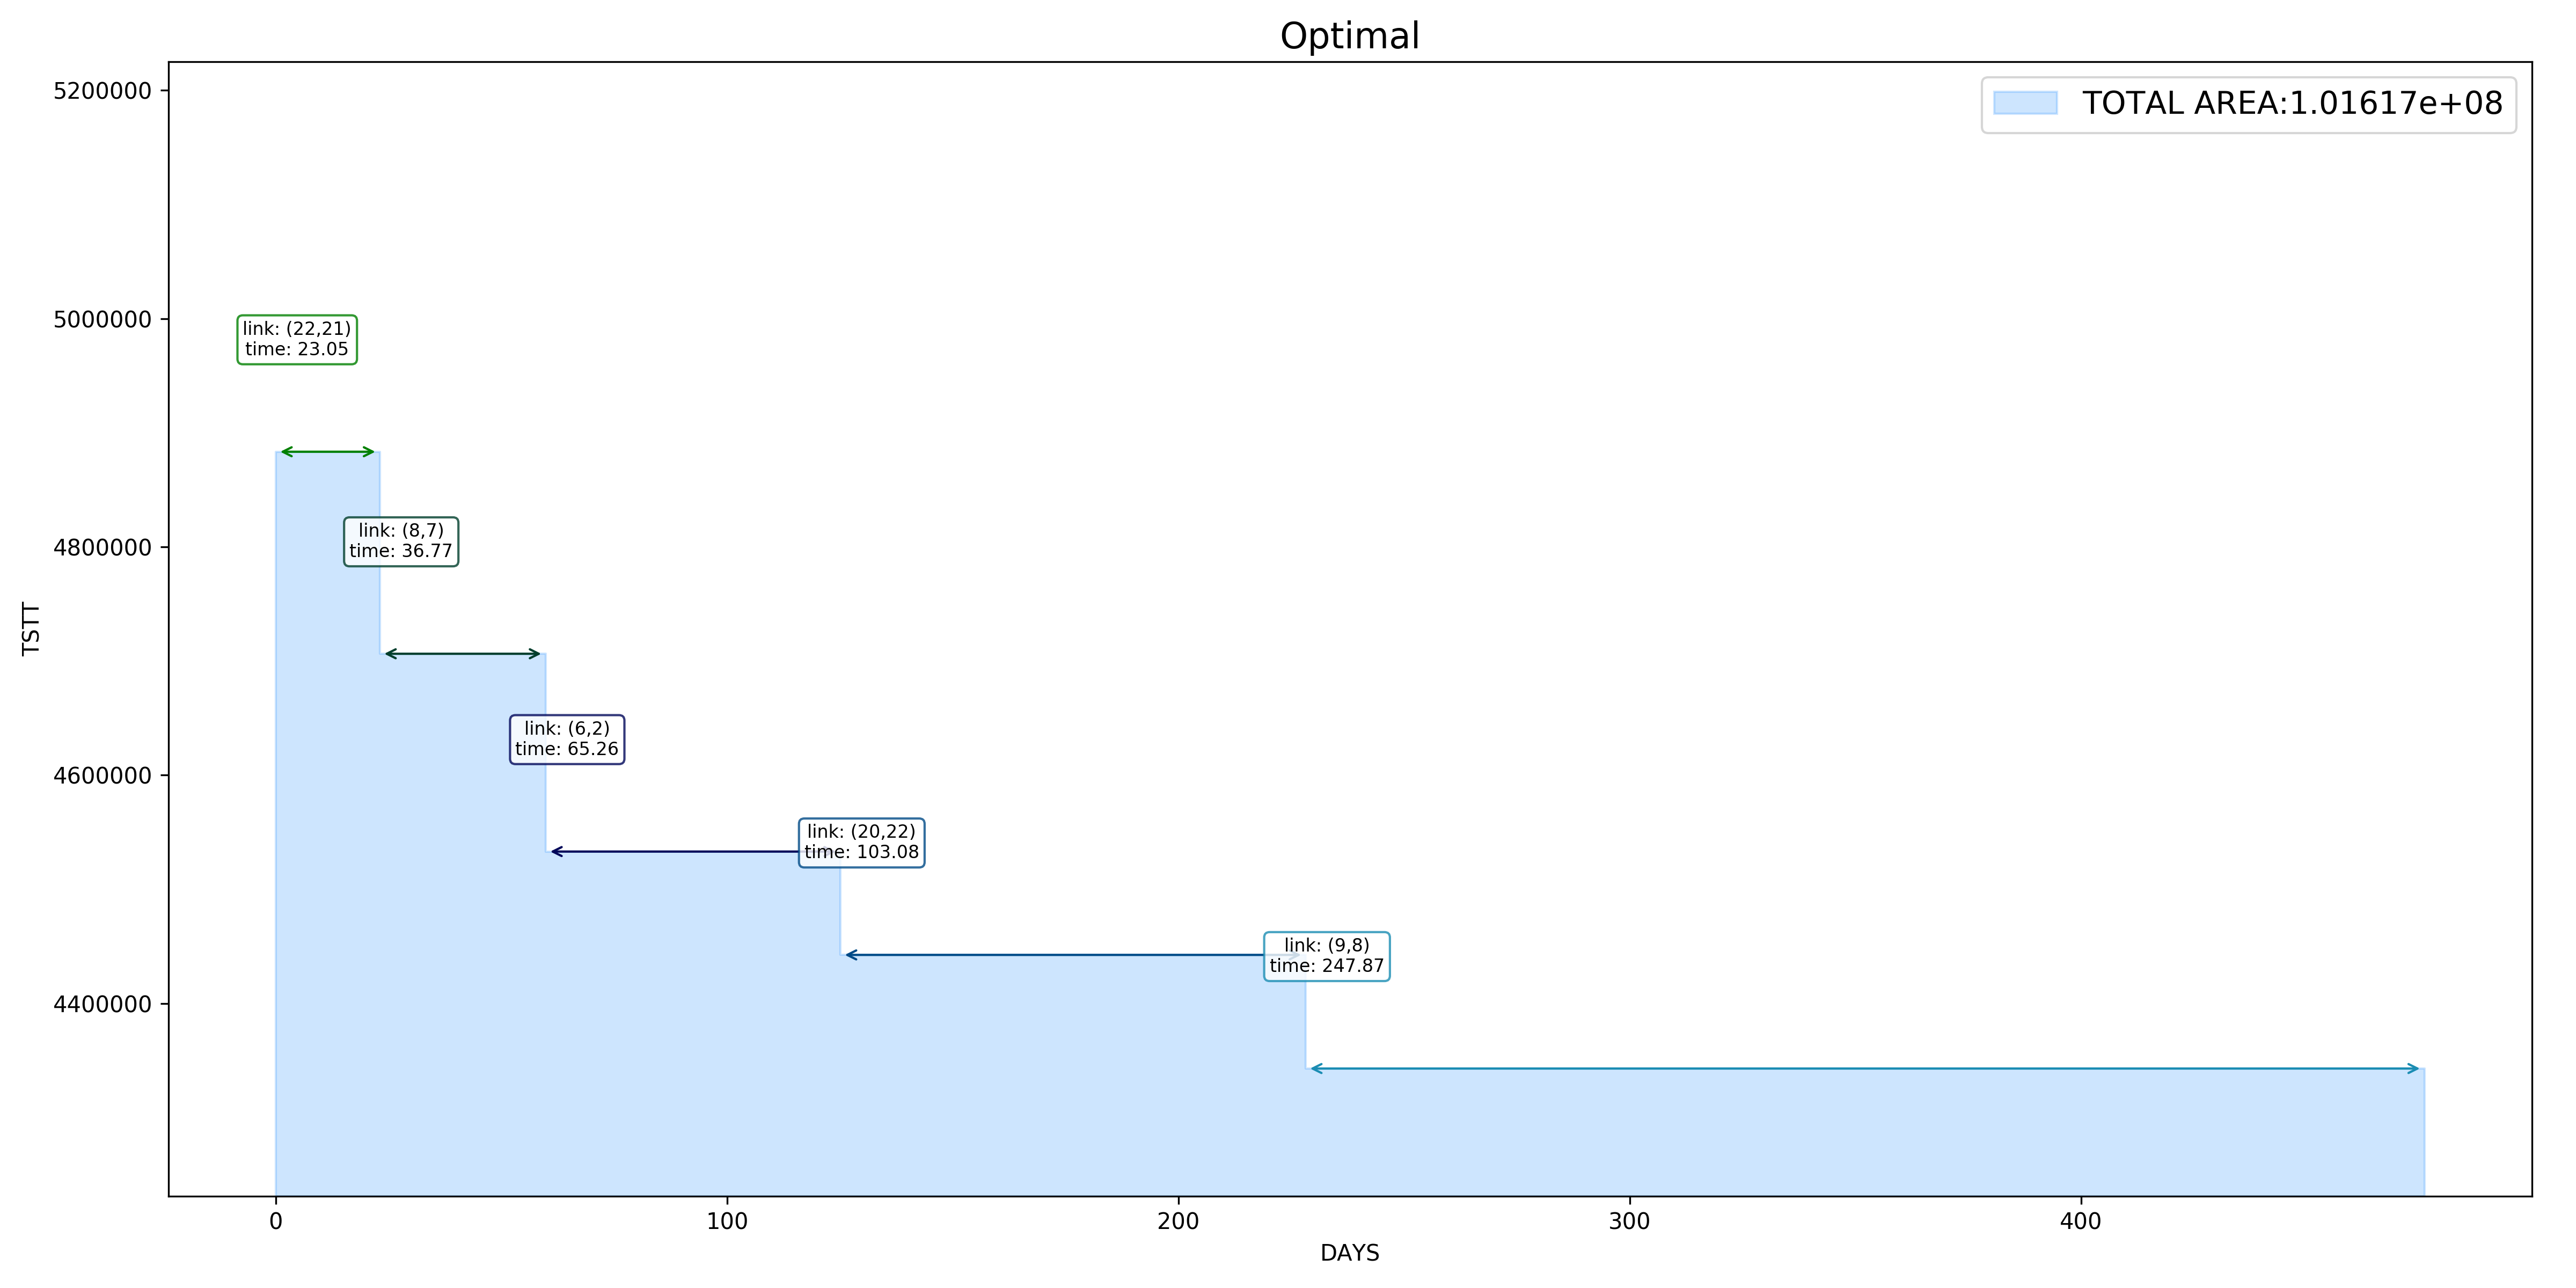 Optimal
TOTAL AREA:1.01617e+08
5200000
5000000
4800000
4600000
4400000
TSTT
link: (22,21)
time: 23.05
link: (8,7)
time: 36.77
link: (6,2)
time: 65.26
link: (20,22)
time: 103.08
link: (9,8)
time: 247.87
0
100
200
300
400
DAYS